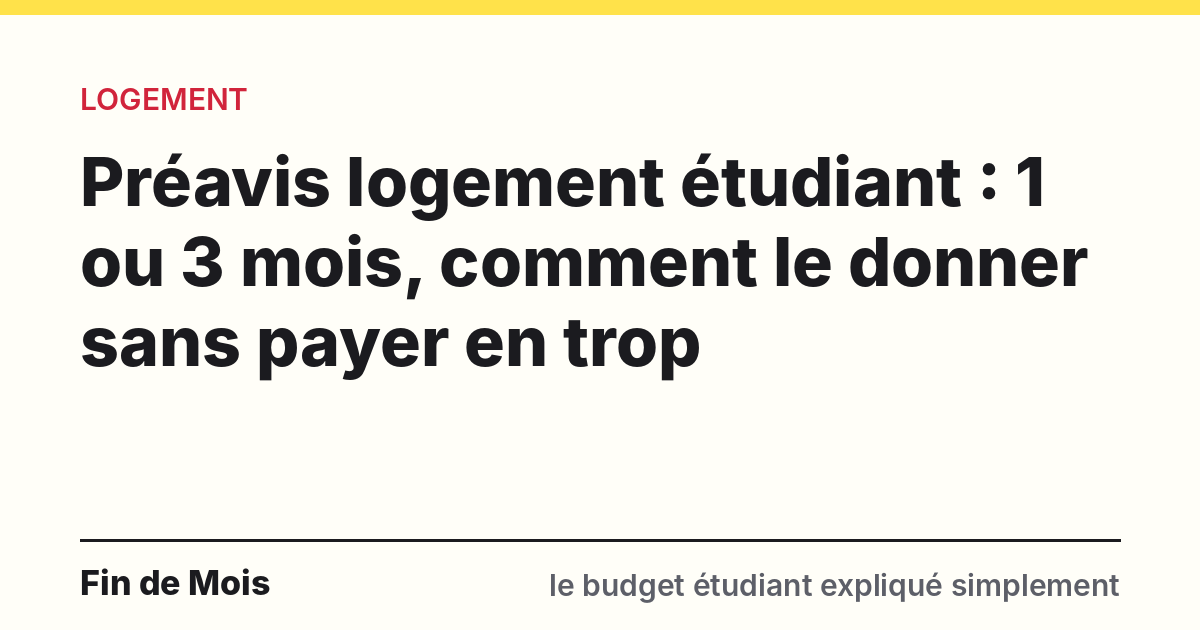 LOGEMENT
Préavis logement étudiant : 1
ou 3 mois, comment le donner
sans payer en trop
Fin de Mois
le budget étudiant expliqué simplement